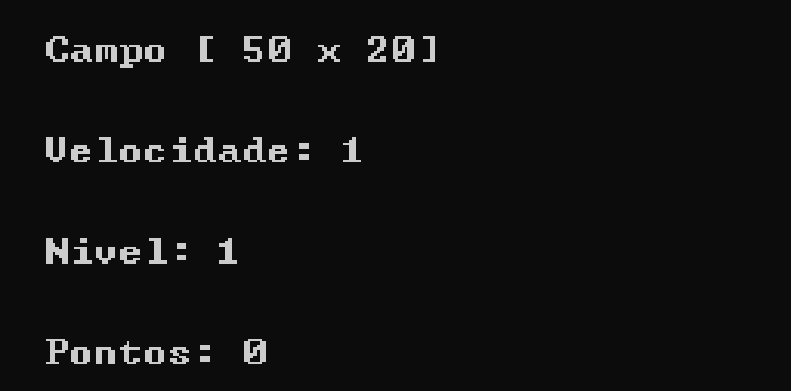 Campo [ 50 x 20]
Velocidade: 1
Nivel: 1
Pontos: 0